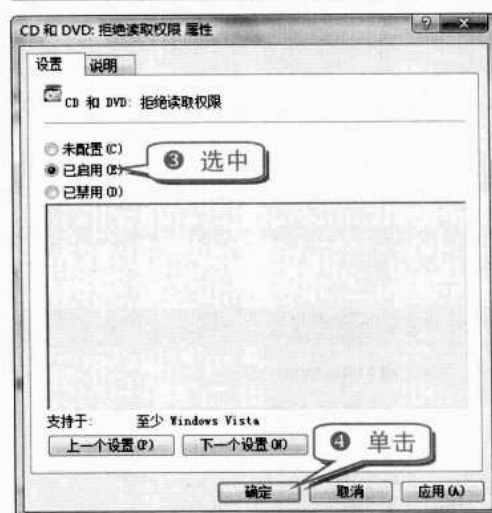 CD 和 DVD: 拒绝读取权限 属性
设置 说明
CD 和 DVD: 拒绝读取权限
未配置(C)
已启用(E)
❸ 选中
已禁用(D)
支持于: 至少 Windows Vista
上一个设置(P) 下一个设置(N)
❹ 单击
确定 取消 应用(A)